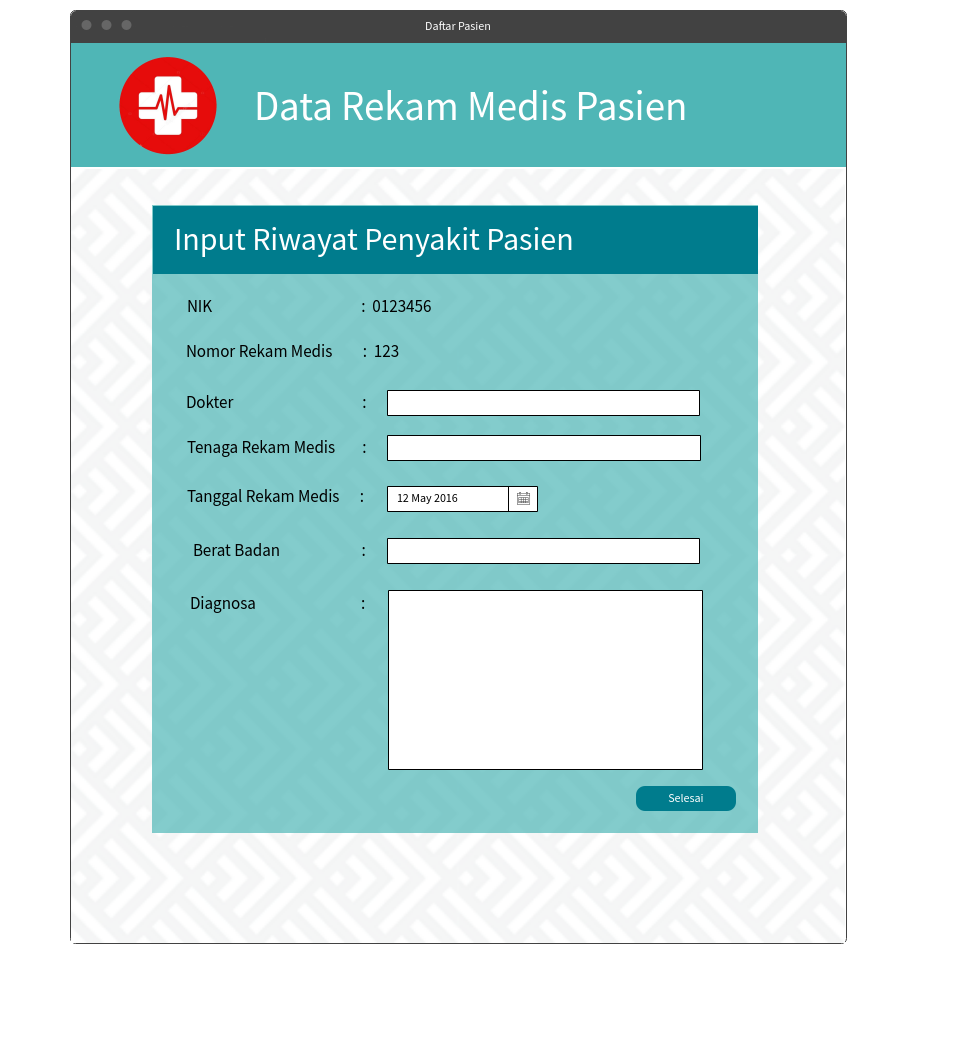 Daftar Pasien
Data Rekam Medis Pasien
Input Riwayat Penyakit Pasien
NIK : 0123456
Nomor Rekam Medis : 123
Dokter :
Tenaga Rekam Medis :
Tanggal Rekam Medis : 12 May 2016
Berat Badan :
Diagnosa :
Selesai